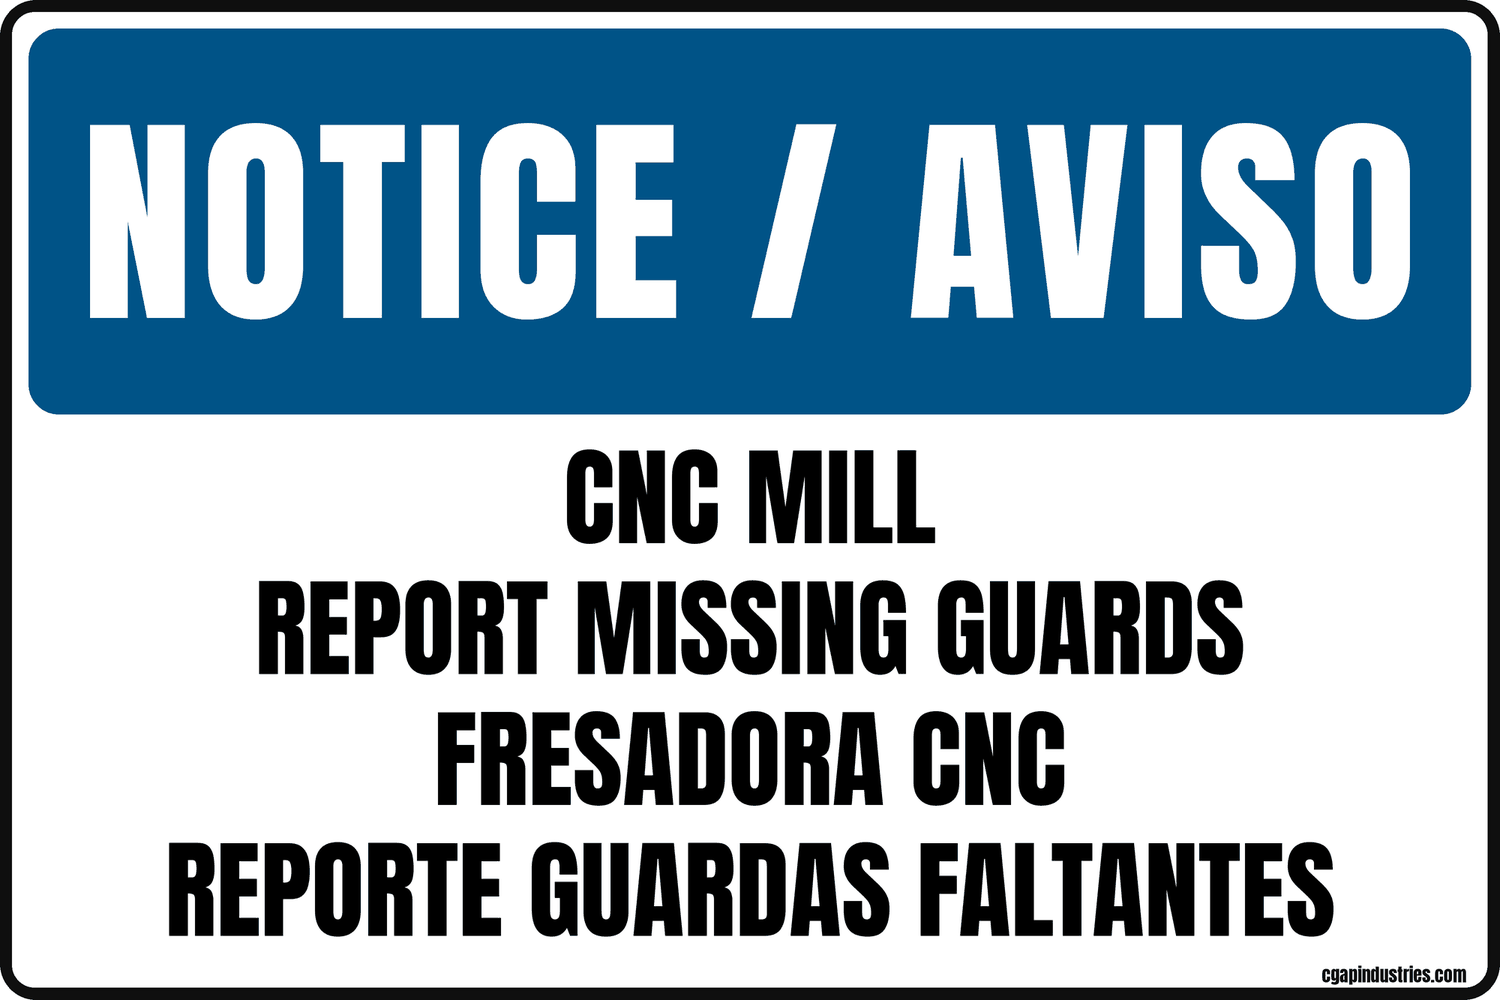 NOTICE / AVISO
CNC MILL
REPORT MISSING GUARDS
FRESADORA CNC
REPORTE GUARDAS FALTANTES
cgapindustries.com